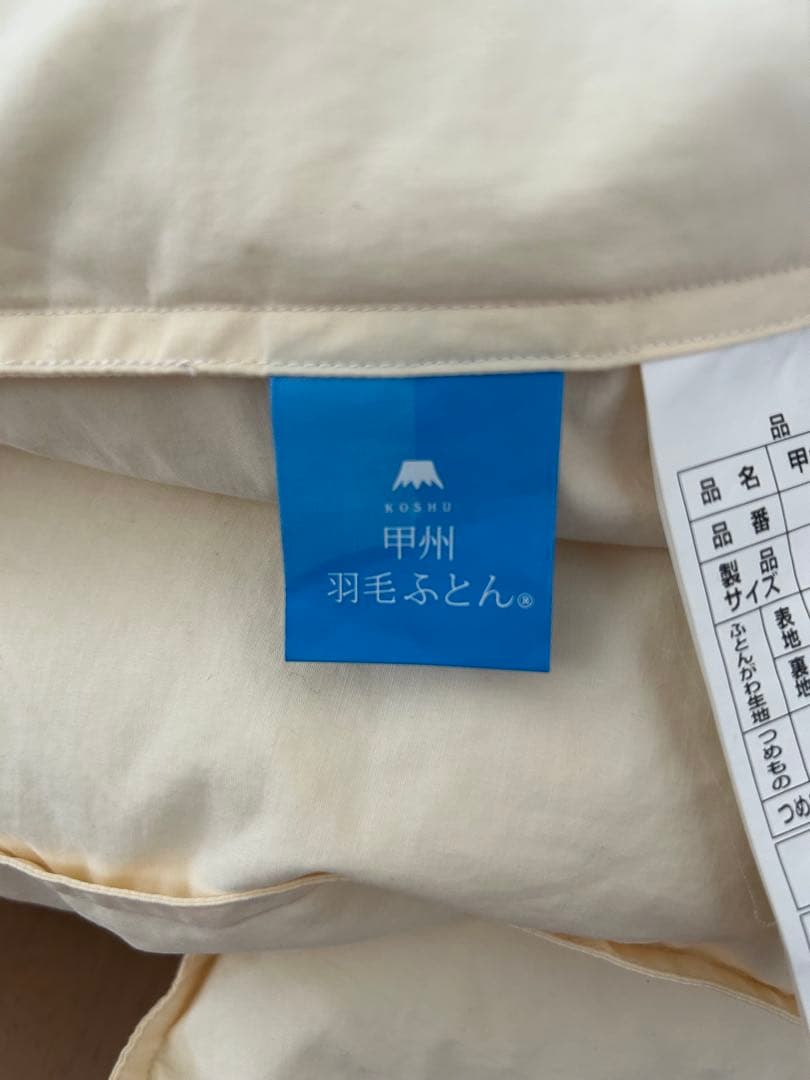 KOSHU
甲州
羽毛ふとん®
品
品名 甲
品番
製品サイズ
ふとんがわ生地 表地
裏地
つめもの
つめ